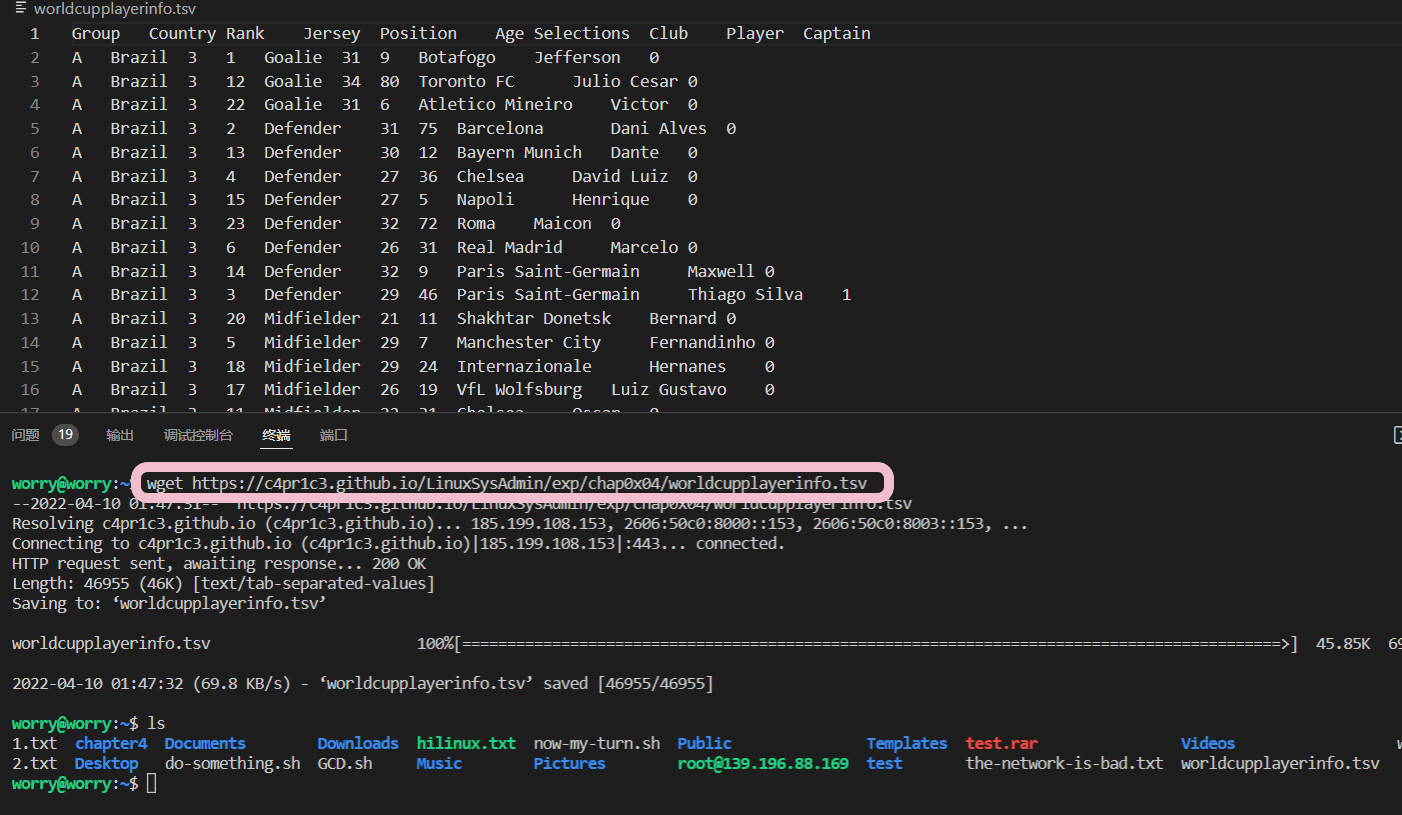 worldcupplayerinfo.tsv
1 Group Country Rank Jersey Position Age Selections Club Player Captain
2 A Brazil 3 1 Goalie 31 9 Botafogo Jefferson 0
3 A Brazil 3 12 Goalie 34 80 Toronto FC Julio Cesar 0
4 A Brazil 3 22 Goalie 31 6 Atletico Mineiro Victor 0
5 A Brazil 3 2 Defender 31 75 Barcelona Dani Alves 0
6 A Brazil 3 13 Defender 30 12 Bayern Munich Dante 0
7 A Brazil 3 4 Defender 27 36 Chelsea David Luiz 0
8 A Brazil 3 15 Defender 27 5 Napoli Henrique 0
9 A Brazil 3 23 Defender 32 72 Roma Maicon 0
10 A Brazil 3 6 Defender 26 31 Real Madrid Marcelo 0
11 A Brazil 3 14 Defender 32 9 Paris Saint-Germain Maxwell 0
12 A Brazil 3 3 Defender 29 46 Paris Saint-Germain Thiago Silva 1
13 A Brazil 3 20 Midfielder 21 11 Shakhtar Donetsk Bernard 0
14 A Brazil 3 5 Midfielder 29 7 Manchester City Fernandinho 0
15 A Brazil 3 18 Midfielder 29 24 Internazionale Hernanes 0
16 A Brazil 3 17 Midfielder 26 19 VfL Wolfsburg Luiz Gustavo 0
问题 19 输出 调试控制台 终端 端口
worry@worry:~ wget https://c4pr1c3.github.io/LinuxSysAdmin/exp/chap0x04/worldcupplayerinfo.tsv
--2022-04-10 01:47:31-- https://c4pr1c3.github.io/LinuxSysAdmin/exp/chap0x04/worldcupplayerinfo.tsv
Resolving c4pr1c3.github.io (c4pr1c3.github.io)... 185.199.108.153, 2606:50c0:8000::153, 2606:50c0:8003::153, ...
Connecting to c4pr1c3.github.io (c4pr1c3.github.io)|185.199.108.153|:443... connected.
HTTP request sent, awaiting response... 200 OK
Length: 46955 (46K) [text/tab-separated-values]
Saving to: ‘worldcupplayerinfo.tsv’
worldcupplayerinfo.tsv 100%[===========================================================================================>] 45.85K 69
2022-04-10 01:47:32 (69.8 KB/s) - ‘worldcupplayerinfo.tsv’ saved [46955/46955]
worry@worry:~$ ls
1.txt chapter4 Documents Downloads hilinux.txt now-my-turn.sh Public Templates test.rar Videos
2.txt Desktop do-something.sh GCD.sh Music Pictures root@139.196.88.169 test the-network-is-bad.txt worldcupplayerinfo.tsv
worry@worry:~$